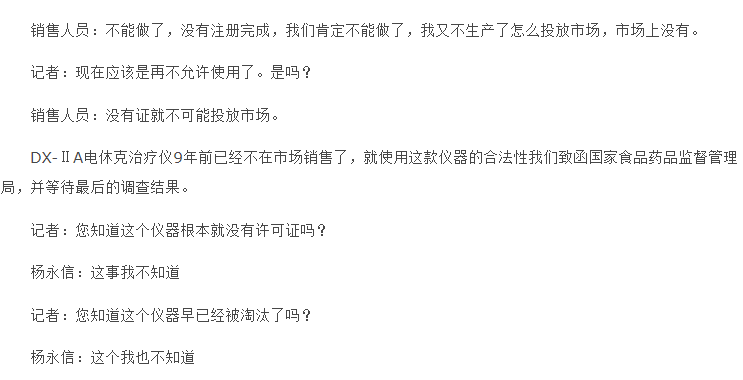 销售人员：不能做了，没有注册完成，我们肯定不能做了，我又不生产了怎么投放市场，市场上没有。
记者：现在应该是再不允许使用了。是吗？
销售人员：没有证就不可能投放市场。
DX-ⅡA电休克治疗仪9年前已经不在市场销售了，就使用这款仪器的合法性我们致函国家食品药品监督管理
局，并等待最后的调查结果。
记者：您知道这个仪器根本就没有许可证吗？
杨永信：这事我不知道
记者：您知道这个仪器早已经被淘汰了吗？
杨永信：这个我也不知道